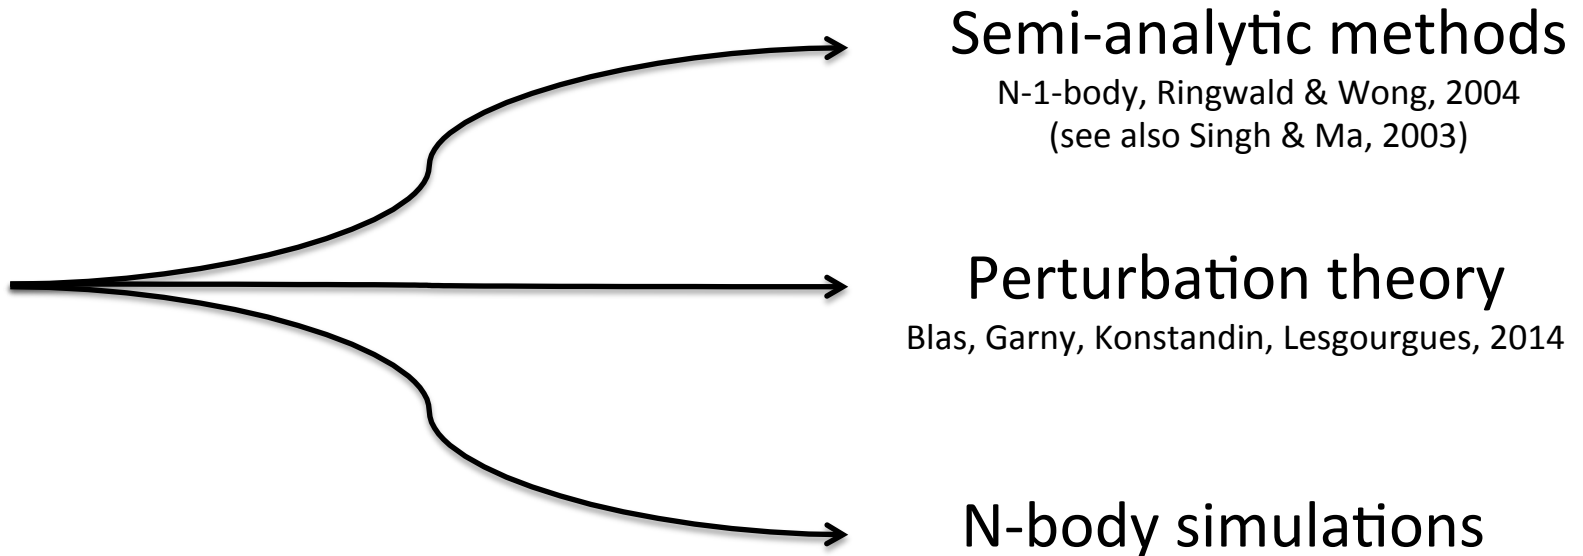 Semi-analytic methods
N-1-body, Ringwald & Wong, 2004
(see also Singh & Ma, 2003)
Perturbation theory
Blas, Garny, Konstandin, Lesgourgues, 2014
N-body simulations